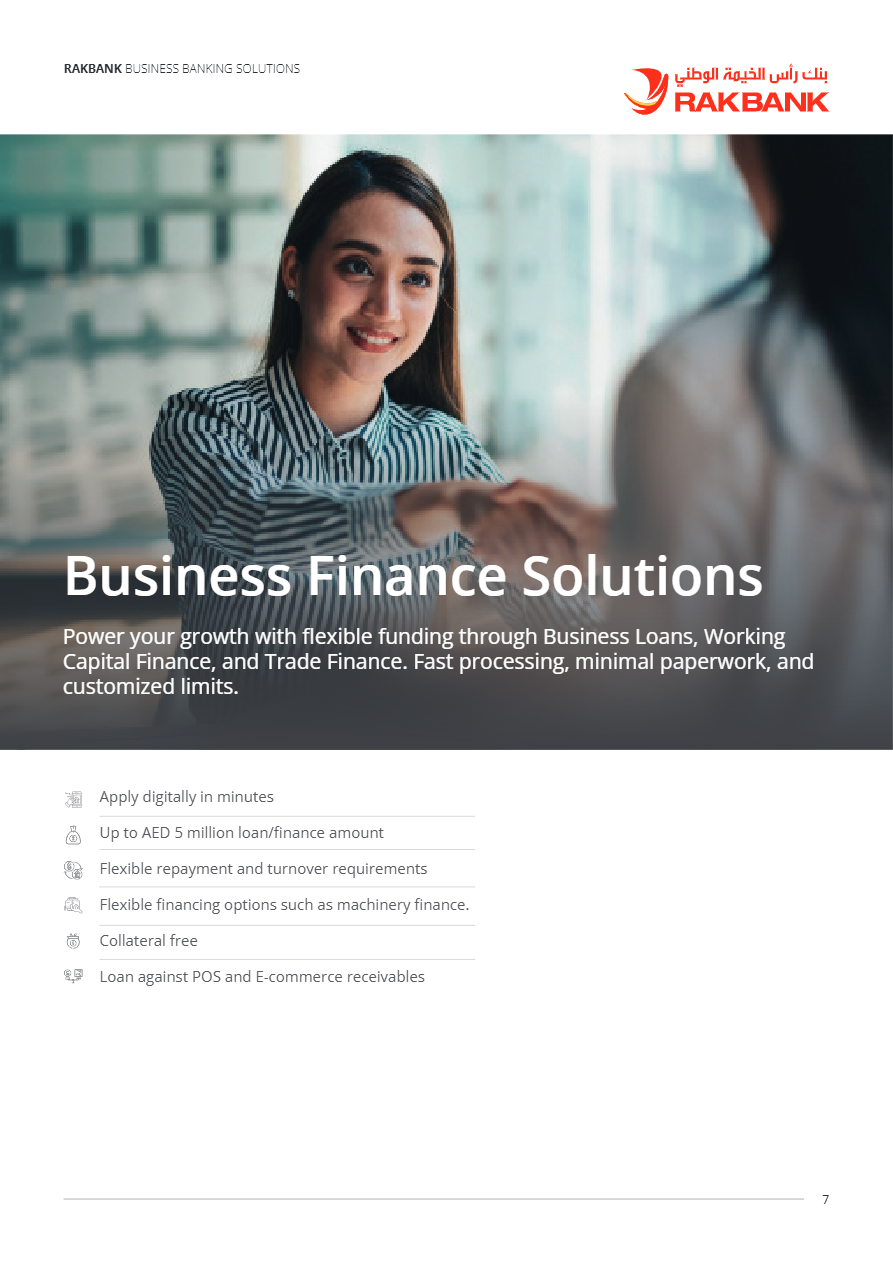 RAKBANK BUSINESS BANKING SOLUTIONS
بنك رأس الخيمة الوطني
RAKBANK
Business Finance Solutions
Power your growth with flexible funding through Business Loans, Working
Capital Finance, and Trade Finance. Fast processing, minimal paperwork, and
customized limits.
Apply digitally in minutes
Up to AED 5 million loan/finance amount
Flexible repayment and turnover requirements
Flexible financing options such as machinery finance.
Collateral free
Loan against POS and E-commerce receivables
7